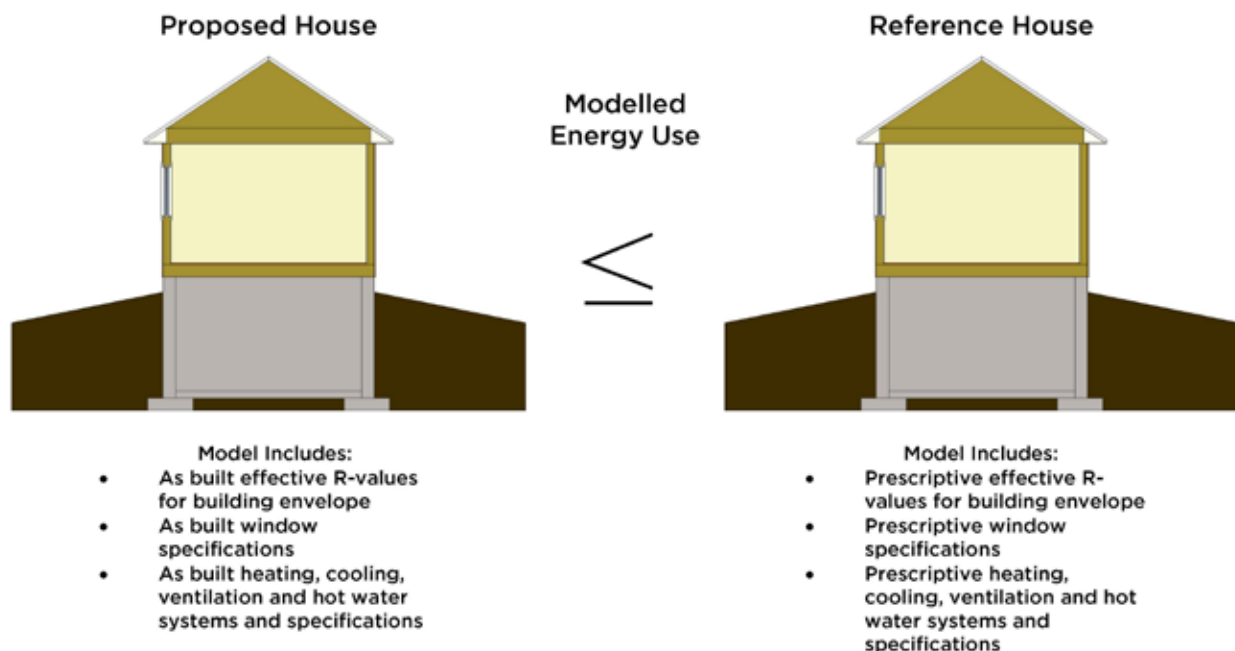 Proposed House
Reference House
Modelled
Energy Use
≤
Model Includes:
• As built effective R-values
for building envelope
• As built window
specifications
• As built heating, cooling,
ventilation and hot water
systems and specifications
Model Includes:
• Prescriptive effective R-
values for building envelope
• Prescriptive window
specifications
• Prescriptive heating,
cooling, ventilation and hot
water systems and
specifications